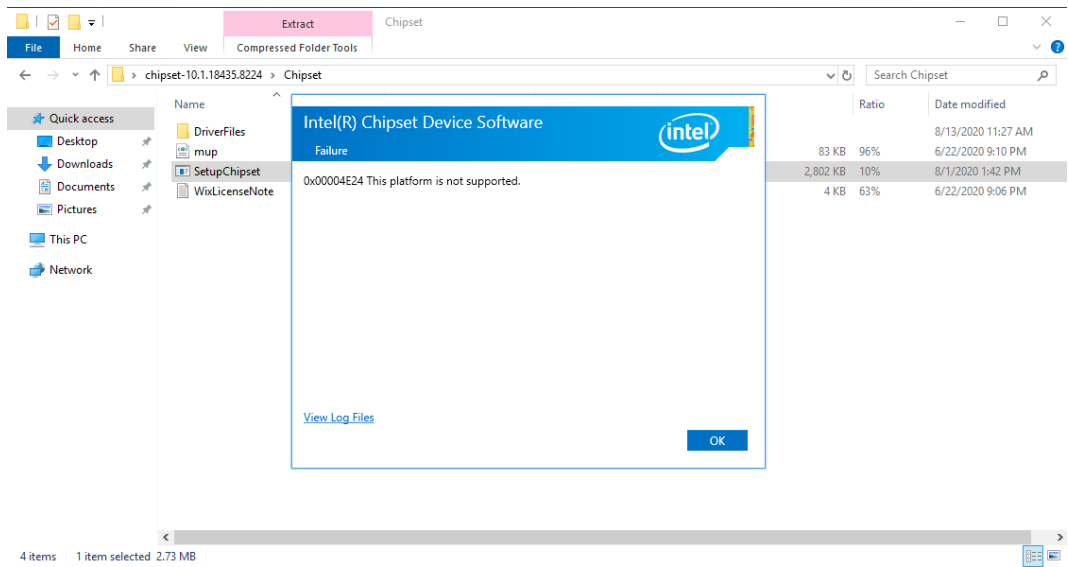 Extract Chipset
File Home Share View Compressed Folder Tools
chipset-10.1.18435.8224 > Chipset Search Chipset
Name Ratio Date modified
Quick access
Desktop
Downloads
Documents
Pictures
This PC
Network
DriverFiles 8/13/2020 11:27 AM
mup 83 KB 96% 6/22/2020 9:10 PM
SetupChipset 2,802 KB 10% 8/1/2020 1:42 PM
WixLicenseNote 4 KB 63% 6/22/2020 9:06 PM
Intel(R) Chipset Device Software
Failure
intel
0x00004E24 This platform is not supported.
View Log Files
OK
4 items 1 item selected 2.73 MB